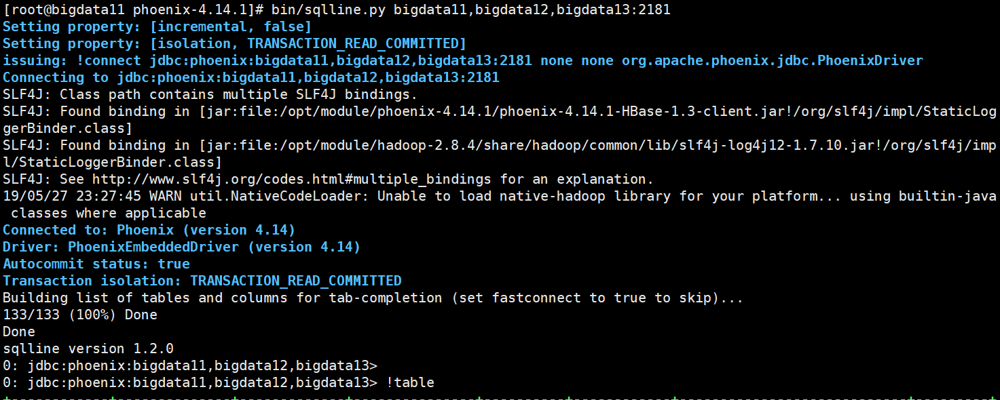 [root@bigdata11 phoenix-4.14.1]# bin/sqlline.py bigdata11,bigdata12,bigdata13:2181
Setting property: [incremental, false]
Setting property: [isolation, TRANSACTION_READ_COMMITTED]
issuing: !connect jdbc:phoenix:bigdata11,bigdata12,bigdata13:2181 none none org.apache.phoenix.jdbc.PhoenixDriver
Connecting to jdbc:phoenix:bigdata11,bigdata12,bigdata13:2181
SLF4J: Class path contains multiple SLF4J bindings.
SLF4J: Found binding in [jar:file:/opt/module/phoenix-4.14.1/phoenix-4.14.1-HBase-1.3-client.jar!/org/slf4j/impl/StaticLog
gerBinder.class]
SLF4J: Found binding in [jar:file:/opt/module/hadoop-2.8.4/share/hadoop/common/lib/slf4j-log4j12-1.7.10.jar!/org/slf4j/imp
l/StaticLoggerBinder.class]
SLF4J: See http://www.slf4j.org/codes.html#multiple_bindings for an explanation.
19/05/27 23:27:45 WARN util.NativeCodeLoader: Unable to load native-hadoop library for your platform... using builtin-java
 classes where applicable
Connected to: Phoenix (version 4.14)
Driver: PhoenixEmbeddedDriver (version 4.14)
Autocommit status: true
Transaction isolation: TRANSACTION_READ_COMMITTED
Building list of tables and columns for tab-completion (set fastconnect to true to skip)...
133/133 (100%) Done
Done
sqlline version 1.2.0
0: jdbc:phoenix:bigdata11,bigdata12,bigdata13>
0: jdbc:phoenix:bigdata11,bigdata12,bigdata13> !table